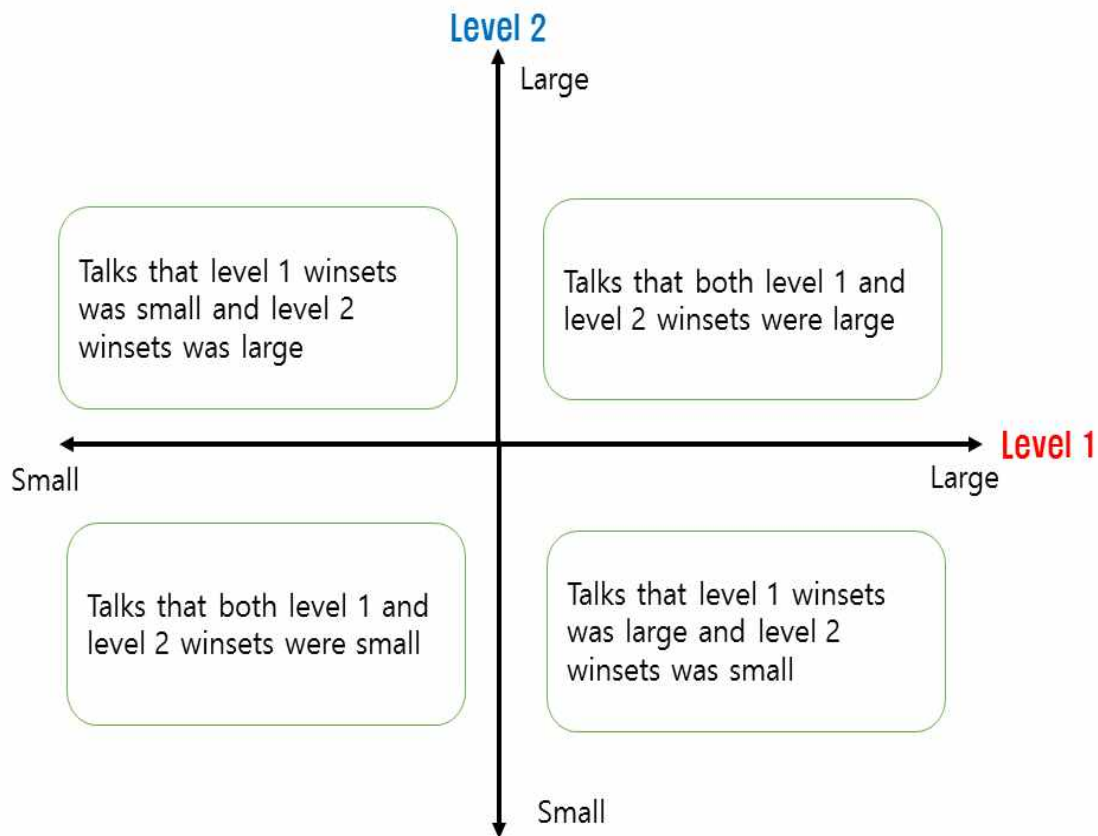 Level 2
Large
Talks that level 1 winsets
was small and level 2
winsets was large
Talks that both level 1 and
level 2 winsets were large
Level 1
Small
Large
Talks that both level 1 and
level 2 winsets were small
Talks that level 1 winsets
was large and level 2
winsets was small
Small